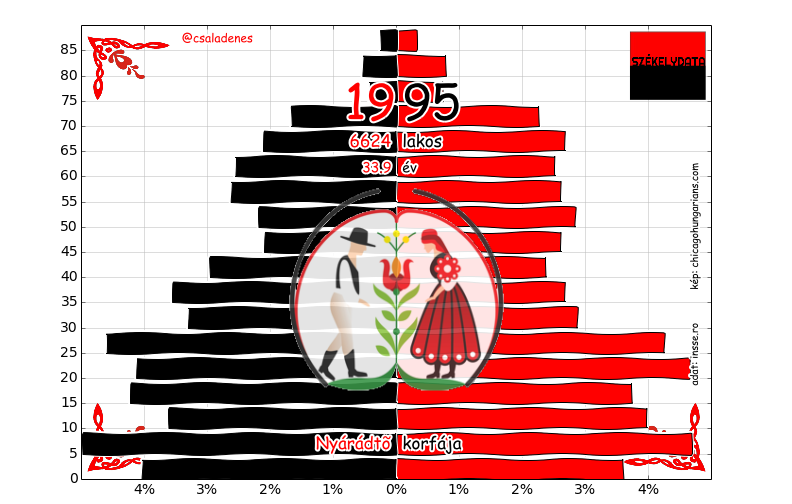 @csaladenes
SZÉKELYDATA
1995
6624 lakos
33.9 év
kép: chicagohungarians.com
adat: insse.ro
Nyárádtő korfája
85
80
75
70
65
60
55
50
45
40
35
30
25
20
15
10
5
0
4% 3% 2% 1% 0% 1% 2% 3% 4%